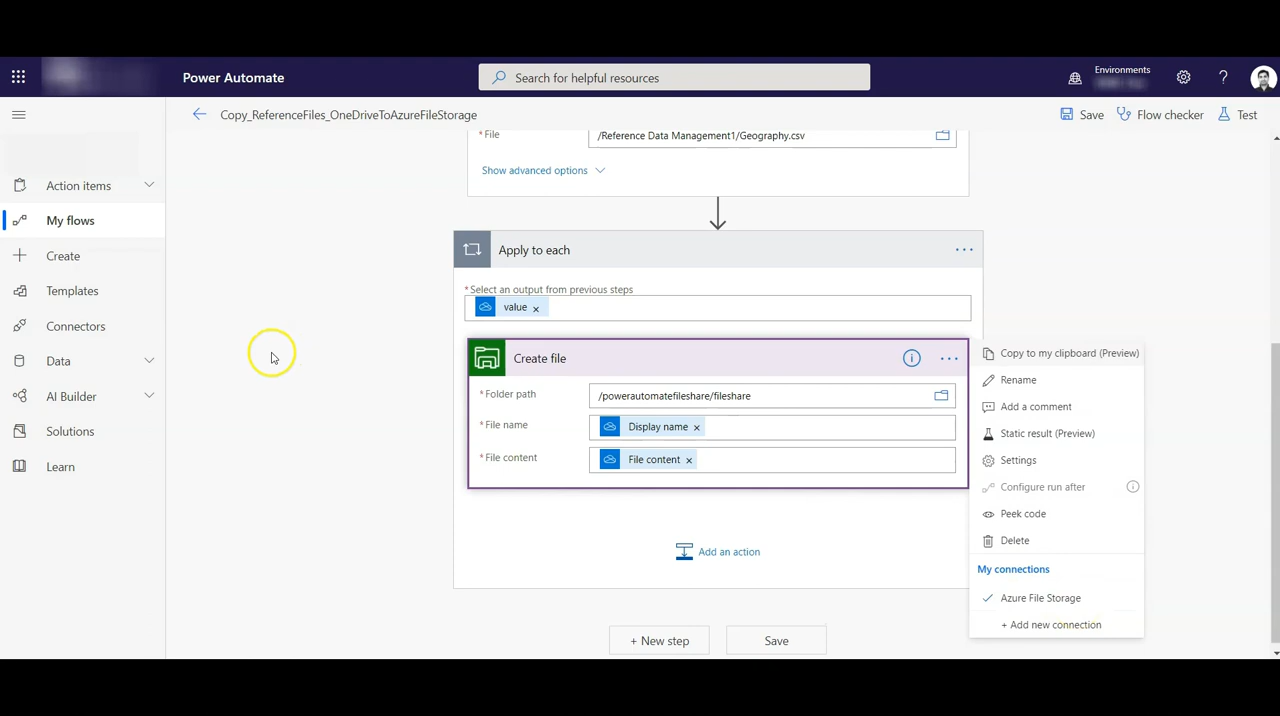 Power Automate
Search for helpful resources
Environments
Copy_ReferenceFiles_OneDriveToAzureFileStorage
Save
Flow checker
Test
Action items
My flows
Create
Templates
Connectors
Data
AI Builder
Solutions
Learn
* File
/Reference Data Management1/Geography.csv
Show advanced options
Apply to each
* Select an output from previous steps
value ×
Create file
* Folder path
/powerautomatefileshare/fileshare
* File name
Display name ×
* File content
File content ×
Add an action
+ New step
Save
Copy to my clipboard (Preview)
Rename
Add a comment
Static result (Preview)
Settings
Configure run after
Peek code
Delete
My connections
Azure File Storage
+ Add new connection